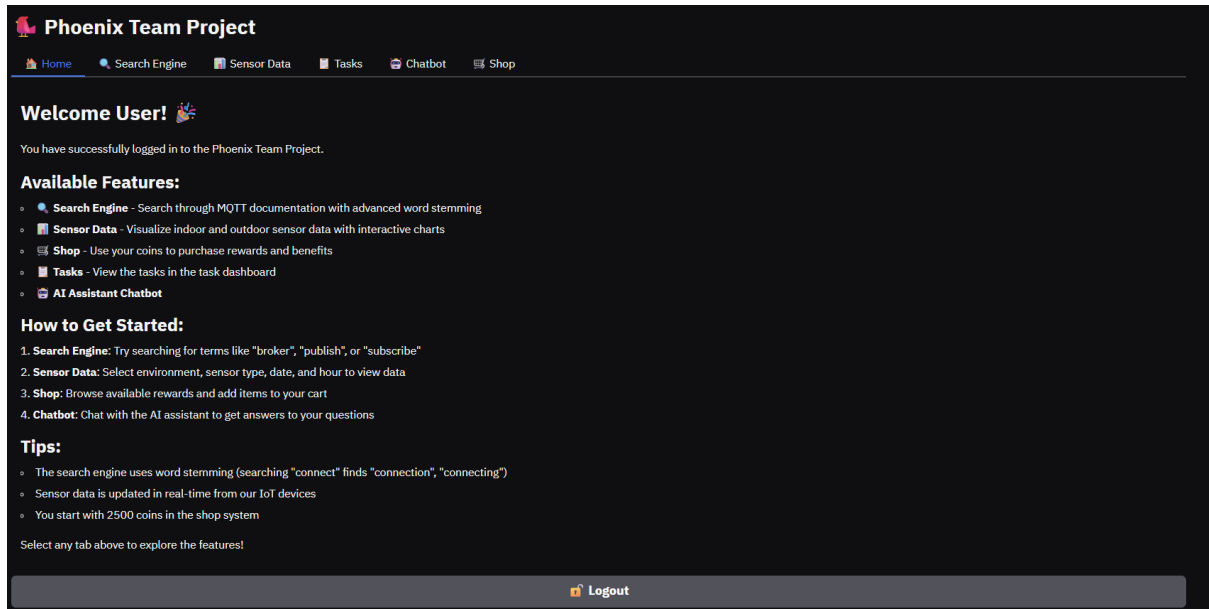 Phoenix Team Project
Home Search Engine Sensor Data Tasks Chatbot Shop
Welcome User! 🎉
You have successfully logged in to the Phoenix Team Project.
Available Features:
Search Engine - Search through MQTT documentation with advanced word stemming
Sensor Data - Visualize indoor and outdoor sensor data with interactive charts
Shop - Use your coins to purchase rewards and benefits
Tasks - View the tasks in the task dashboard
AI Assistant Chatbot
How to Get Started:
1. Search Engine: Try searching for terms like "broker", "publish", or "subscribe"
2. Sensor Data: Select environment, sensor type, date, and hour to view data
3. Shop: Browse available rewards and add items to your cart
4. Chatbot: Chat with the AI assistant to get answers to your questions
Tips:
The search engine uses word stemming (searching "connect" finds "connection", "connecting")
Sensor data is updated in real-time from our IoT devices
You start with 2500 coins in the shop system
Select any tab above to explore the features!
Logout